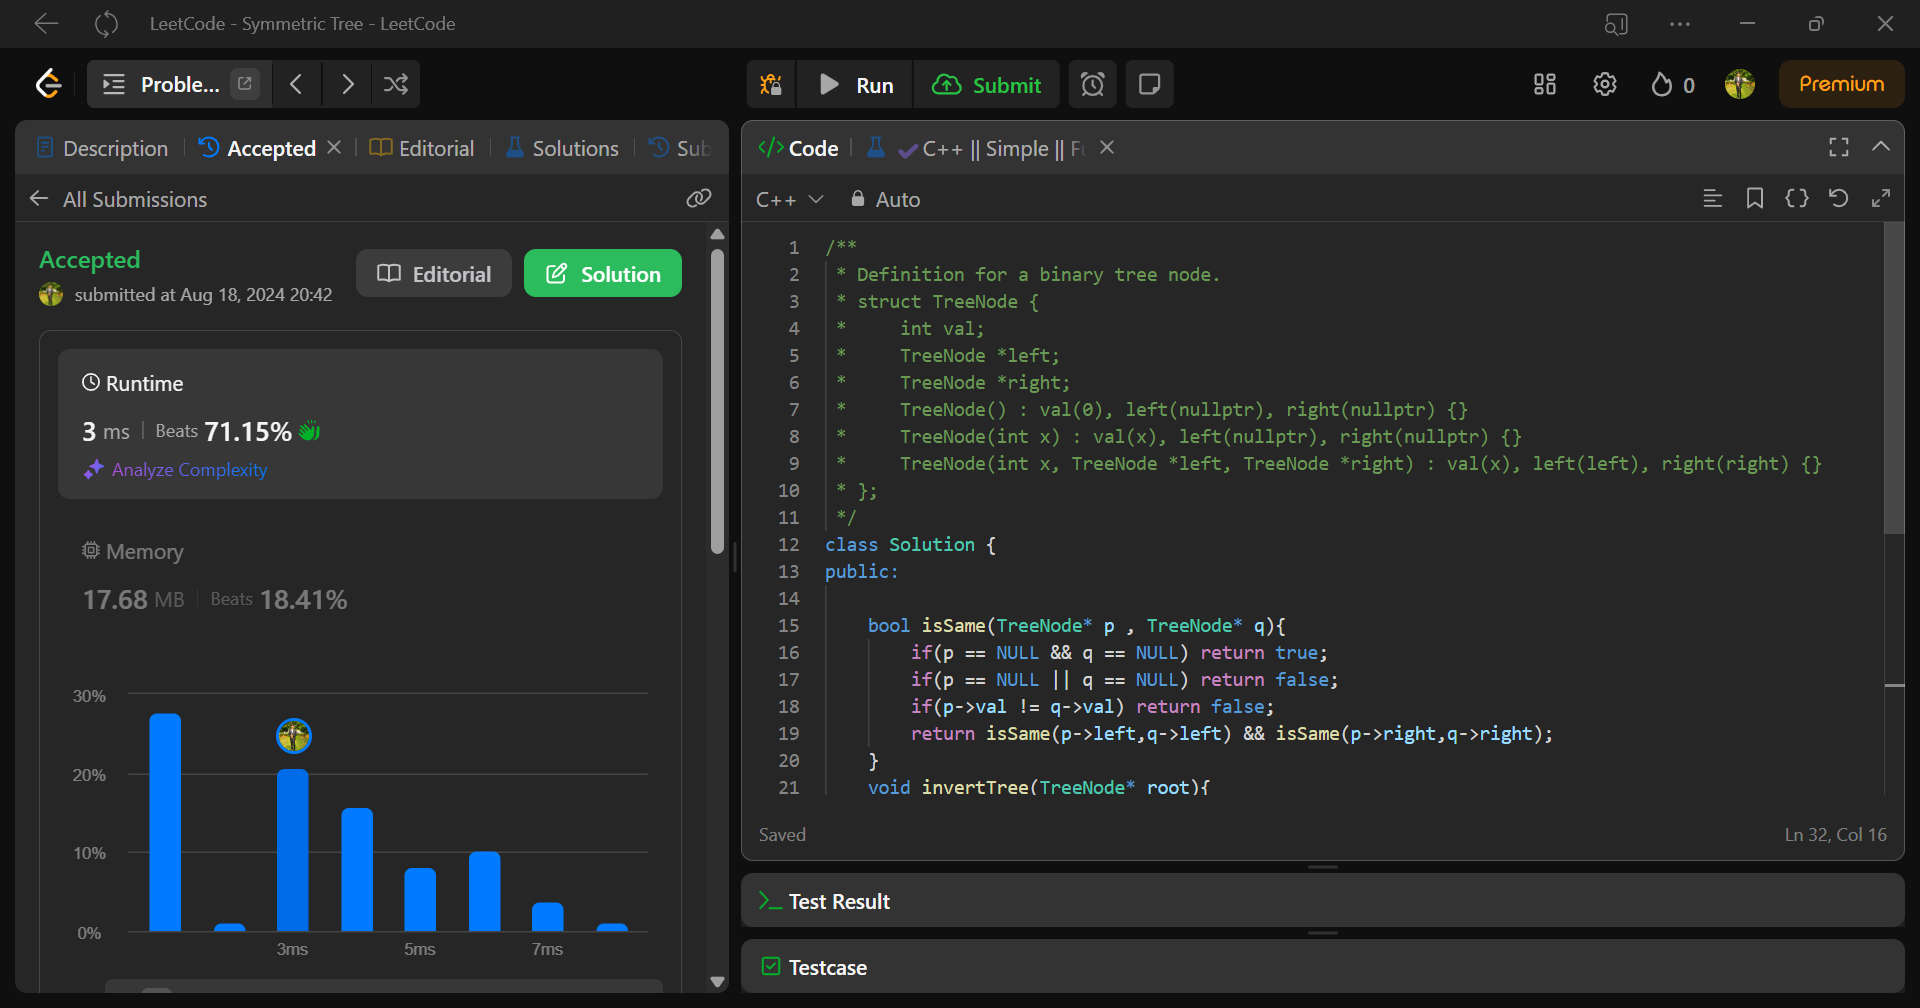 LeetCode - Symmetric Tree - LeetCode
Proble...
Run
Submit
0
Premium
Description
Accepted
Editorial
Solutions
Sub
All Submissions
Accepted
submitted at Aug 18, 2024 20:42
Editorial
Solution
Runtime
3 ms
Beats 71.15%
Analyze Complexity
Memory
17.68 MB
Beats 18.41%
30%
20%
10%
0%
3ms
5ms
7ms
</> Code
C++ || Simple || Fu
C++
Auto
1 /**
2  * Definition for a binary tree node.
3  * struct TreeNode {
4  *     int val;
5  *     TreeNode *left;
6  *     TreeNode *right;
7  *     TreeNode() : val(0), left(nullptr), right(nullptr) {}
8  *     TreeNode(int x) : val(x), left(nullptr), right(nullptr) {}
9  *     TreeNode(int x, TreeNode *left, TreeNode *right) : val(x), left(left), right(right) {}
10  * };
11  */
12 class Solution {
13 public:
14
15     bool isSame(TreeNode* p , TreeNode* q){
16         if(p == NULL && q == NULL) return true;
17         if(p == NULL || q == NULL) return false;
18         if(p->val != q->val) return false;
19         return isSame(p->left,q->left) && isSame(p->right,q->right);
20     }
21     void invertTree(TreeNode* root){
Saved
Ln 32, Col 16
Test Result
Testcase